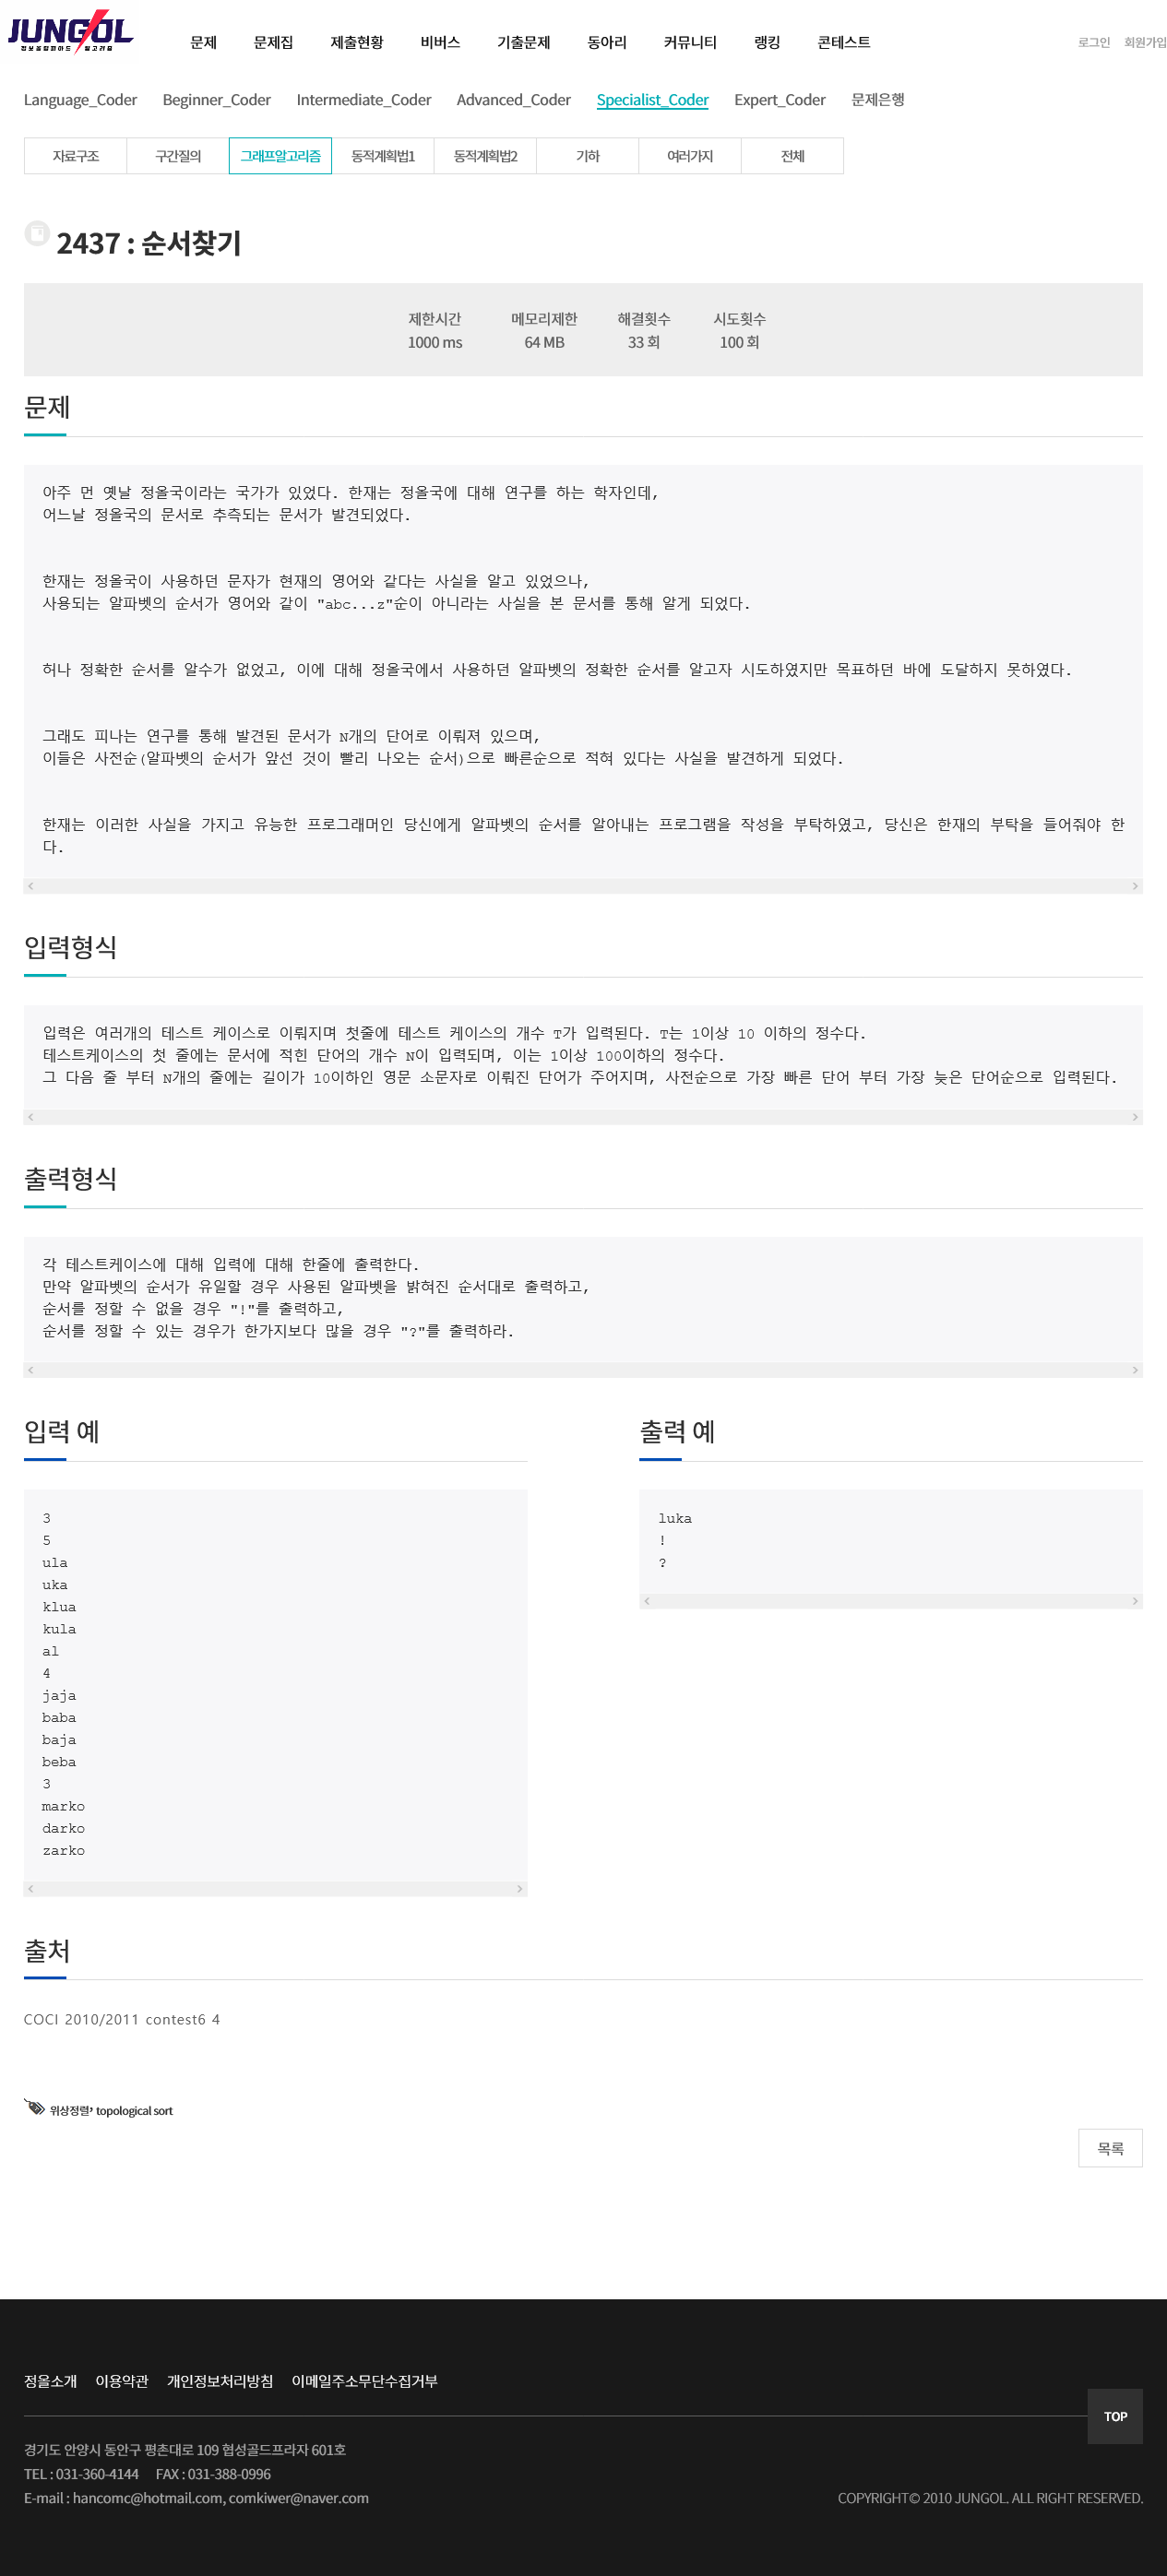 JUNGOL
정보올림피아드 알고리즘
문제 문제집 제출현황 비버스 기출문제 동아리 커뮤니티 랭킹 콘테스트 로그인 회원가입
Language_Coder Beginner_Coder Intermediate_Coder Advanced_Coder Specialist_Coder Expert_Coder 문제은행
자료구조 구간질의 그래프알고리즘 동적계획법1 동적계획법2 기하 여러가지 전체
2437 : 순서찾기
제한시간 메모리제한 해결횟수 시도횟수
1000 ms 64 MB 33 회 100 회
문제
아주 먼 옛날 정올국이라는 국가가 있었다. 한재는 정올국에 대해 연구를 하는 학자인데,
어느날 정올국의 문서로 추측되는 문서가 발견되었다.
한재는 정올국이 사용하던 문자가 현재의 영어와 같다는 사실을 알고 있었으나,
사용되는 알파벳의 순서가 영어와 같이 "abc...z"순이 아니라는 사실을 본 문서를 통해 알게 되었다.
허나 정확한 순서를 알수가 없었고, 이에 대해 정올국에서 사용하던 알파벳의 정확한 순서를 알고자 시도하였지만 목표하던 바에 도달하지 못하였다.
그래도 피나는 연구를 통해 발견된 문서가 N개의 단어로 이뤄져 있으며,
이들은 사전순(알파벳의 순서가 앞선 것이 빨리 나오는 순서)으로 빠른순으로 적혀 있다는 사실을 발견하게 되었다.
한재는 이러한 사실을 가지고 유능한 프로그래머인 당신에게 알파벳의 순서를 알아내는 프로그램을 작성을 부탁하였고, 당신은 한재의 부탁을 들어줘야 한
다.
입력형식
입력은 여러개의 테스트 케이스로 이뤄지며 첫줄에 테스트 케이스의 개수 T가 입력된다. T는 1이상 10 이하의 정수다.
테스트케이스의 첫 줄에는 문서에 적힌 단어의 개수 N이 입력되며, 이는 1이상 100이하의 정수다.
그 다음 줄 부터 N개의 줄에는 길이가 10이하인 영문 소문자로 이뤄진 단어가 주어지며, 사전순으로 가장 빠른 단어 부터 가장 늦은 단어순으로 입력된다.
출력형식
각 테스트케이스에 대해 입력에 대해 한줄에 출력한다.
만약 알파벳의 순서가 유일할 경우 사용된 알파벳을 밝혀진 순서대로 출력하고,
순서를 정할 수 없을 경우 "!"를 출력하고,
순서를 정할 수 있는 경우가 한가지보다 많을 경우 "?"를 출력하라.
입력 예
3
5
ula
uka
klua
kula
al
4
jaja
baba
baja
beba
3
marko
darko
zarko
출력 예
luka
!
?
출처
COCI 2010/2011 contest6 4
위상정렬, topological sort
목록
정올소개 이용약관 개인정보처리방침 이메일주소무단수집거부
TOP
경기도 안양시 동안구 평촌대로 109 협성골드프라자 601호
TEL : 031-360-4144 FAX : 031-388-0996
E-mail : hancomc@hotmail.com, comkiwer@naver.com
COPYRIGHT© 2010 JUNGOL. ALL RIGHT RESERVED.